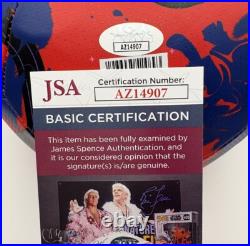 JSA
AZ14907
JSA
Certification Number:
AZ14907
BASIC CERTIFICATION
This item has been fully examined by
James Spence Authentication, and
it is our considered opinion that the
signature(s) is/are genuine.